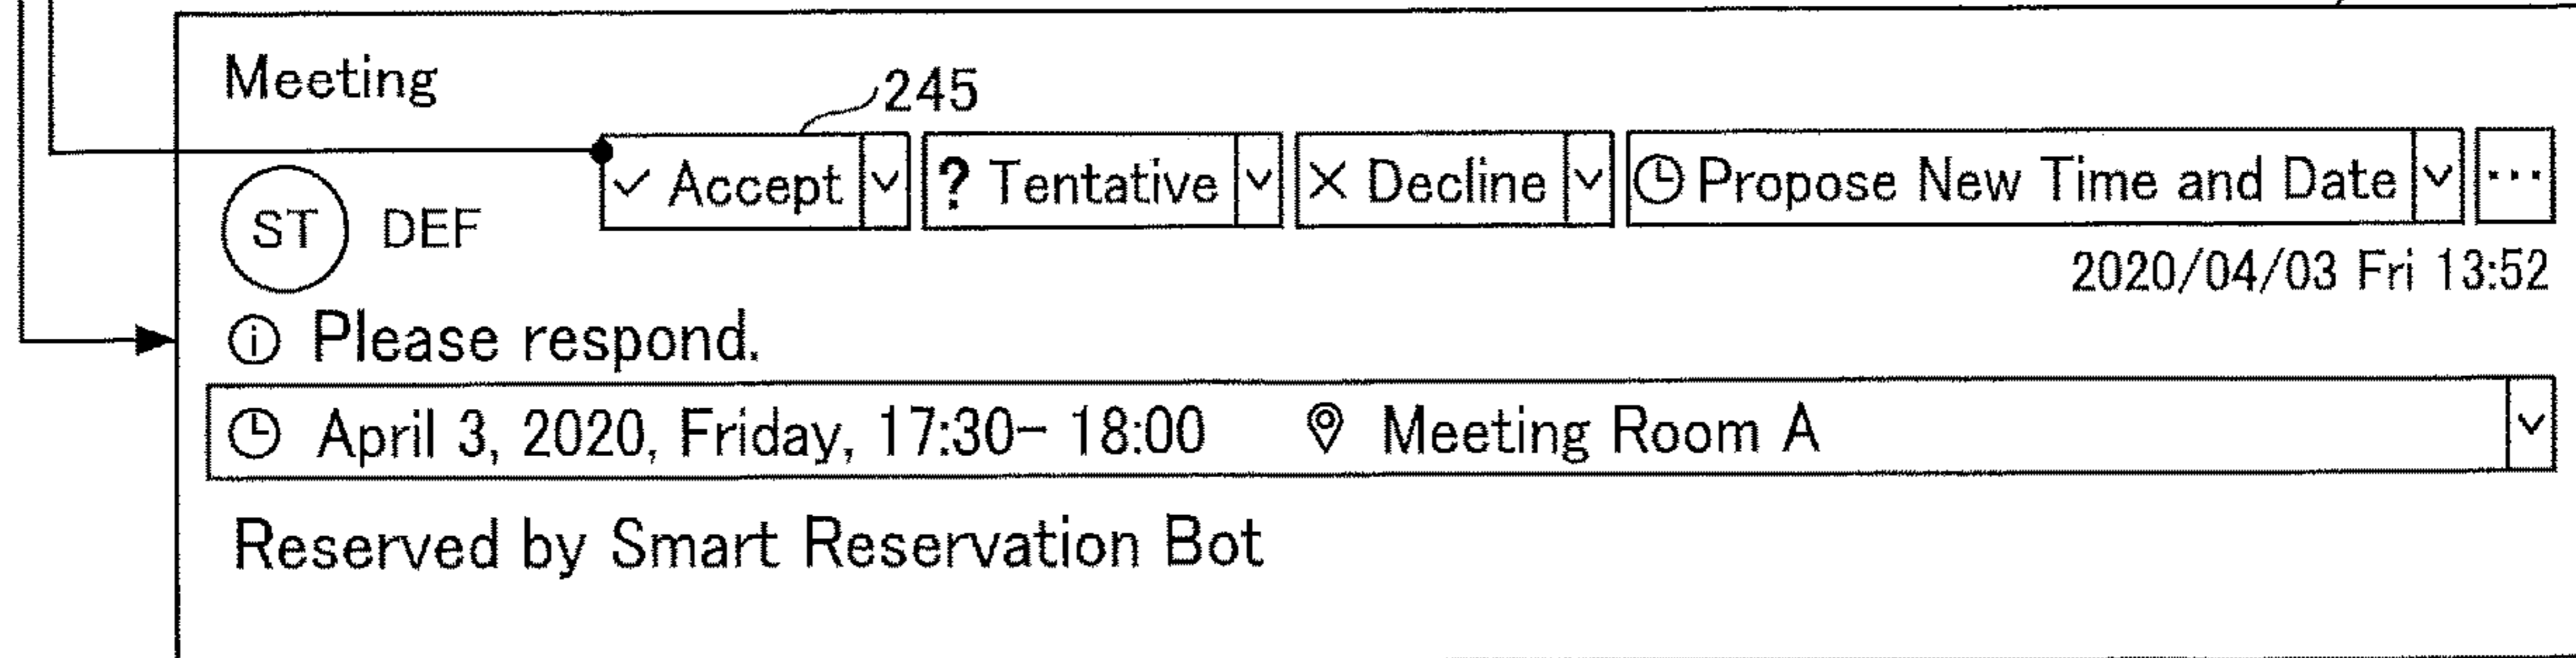 Meeting
245
✓ Accept ? Tentative × Decline Propose New Time and Date ...
ST DEF
2020/04/03 Fri 13:52
i Please respond.
April 3, 2020, Friday, 17:30- 18:00 Meeting Room A
Reserved by Smart Reservation Bot